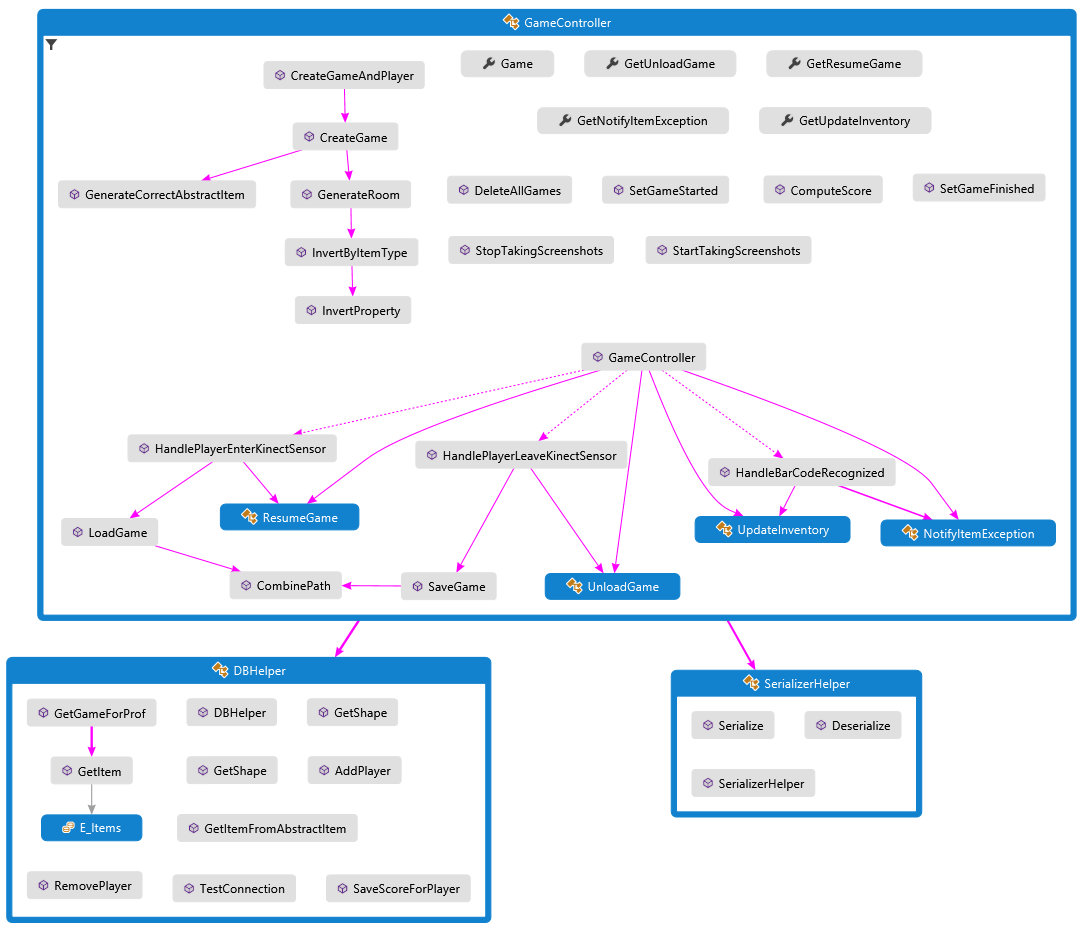 GameController
CreateGameAndPlayer
Game
GetUnloadGame
GetResumeGame
CreateGame
GetNotifyItemException
GetUpdateInventory
GenerateCorrectAbstractItem
GenerateRoom
DeleteAllGames
SetGameStarted
ComputeScore
SetGameFinished
InvertByItemType
StopTakingScreenshots
StartTakingScreenshots
InvertProperty
GameController
HandlePlayerEnterKinectSensor
HandlePlayerLeaveKinectSensor
HandleBarCodeRecognized
LoadGame
ResumeGame
UpdateInventory
NotifyItemException
CombinePath
SaveGame
UnloadGame
DBHelper
GetGameForProf
DBHelper
GetShape
GetItem
GetShape
AddPlayer
E_Items
GetItemFromAbstractItem
RemovePlayer
TestConnection
SaveScoreForPlayer
SerializerHelper
Serialize
Deserialize
SerializerHelper